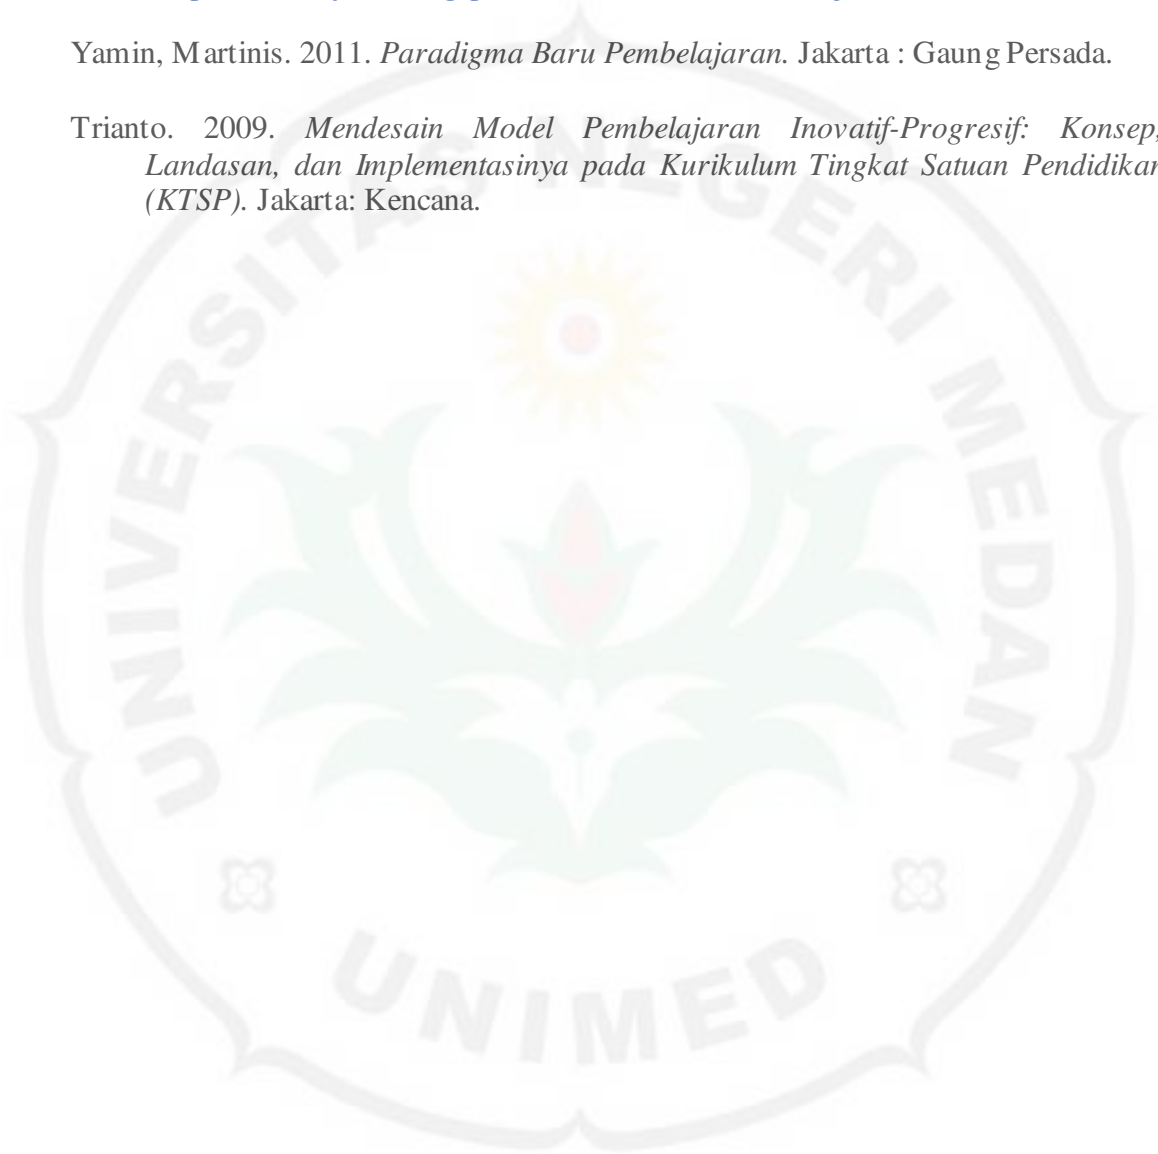 Yamin, Martinis. 2011. Paradigma Baru Pembelajaran. Jakarta : Gaung Persada.
Trianto. 2009. Mendesain Model Pembelajaran Inovatif-Progresif: Konsep,
Landasan, dan Implementasinya pada Kurikulum Tingkat Satuan Pendidikan
(KTSP). Jakarta: Kencana.
UNIVERSITAS NEGERI MEDAN
UNIMED